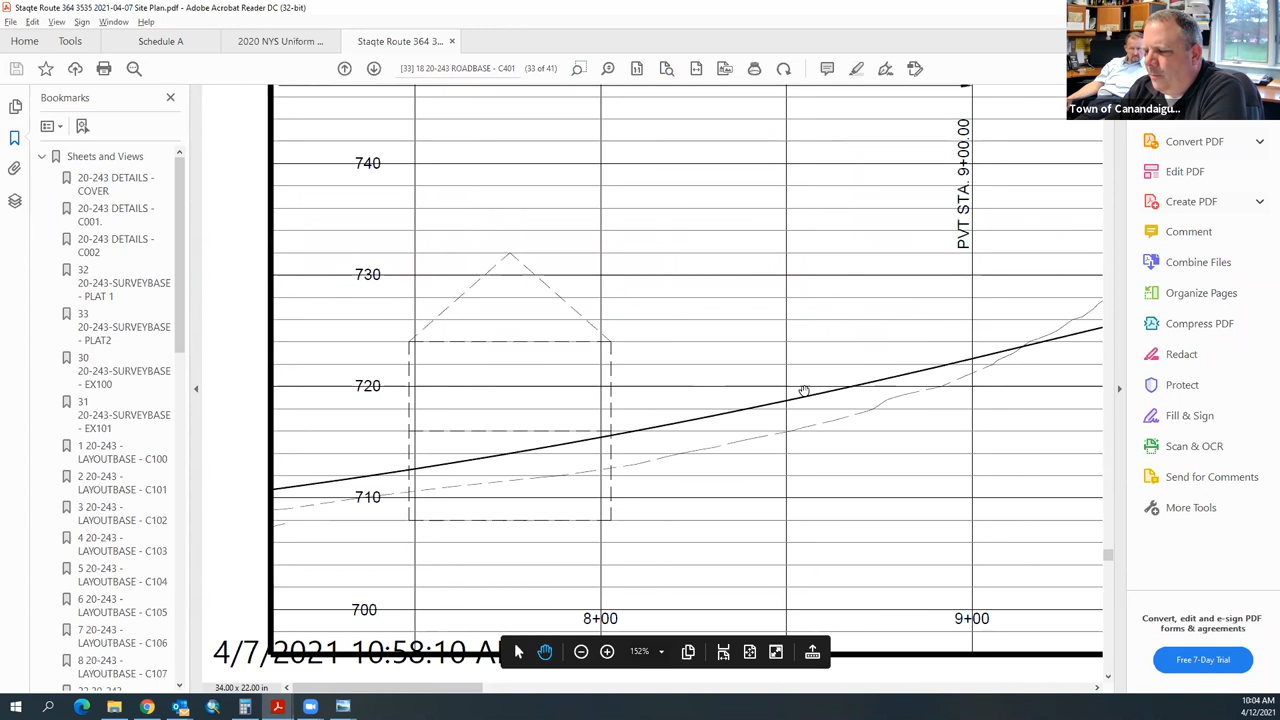 Staqte Route 364 3535 2021-04-07 Site Plan.pdf - Adobe Acrobat Reader DC (32-bit)
File Edit View Sign Window Help
Home Tools Schedule A 2020 NYS Uniform ... Staqte Route 364 3... ×
[33] 18 20-243 ROADBASE - C401 (33 of 41)
Town of Canandaigu...
Bookmarks
Sheets and Views
20-243 DETAILS -
COVER
20-243 DETAILS -
C001.
20-243 DETAILS -
C002
32
20-243-SURVEYBASE
- PLAT 1
33
20-243-SURVEYBASE
- PLAT2
30
20-243-SURVEYBASE
- EX100
31
20-243-SURVEYBASE
- EX101
1 20-243 -
LAYOUTBASE - C100
2 20-243 -
LAYOUTBASE - C101
3 20-243 -
LAYOUTBASE - C102
4 20-243 -
LAYOUTBASE - C103
5 20-243 -
LAYOUTBASE - C104
6 20-243 -
LAYOUTBASE - C105
7 20-243 -
LAYOUTBASE - C106
8 20-243 -
LAYOUTBASE - C107
34.00 x 22.00 in
740
730
720
710
700
8+00
9+00
PVT STA. 9+00.00
4/7/2021 10:58:10 A
152%
Convert PDF
Edit PDF
Create PDF
Comment
Combine Files
Organize Pages
Compress PDF
Redact
Protect
Fill & Sign
Scan & OCR
Send for Comments
More Tools
Convert, edit and e-sign PDF
forms & agreements
Free 7-Day Trial
10:04 AM
4/12/2021